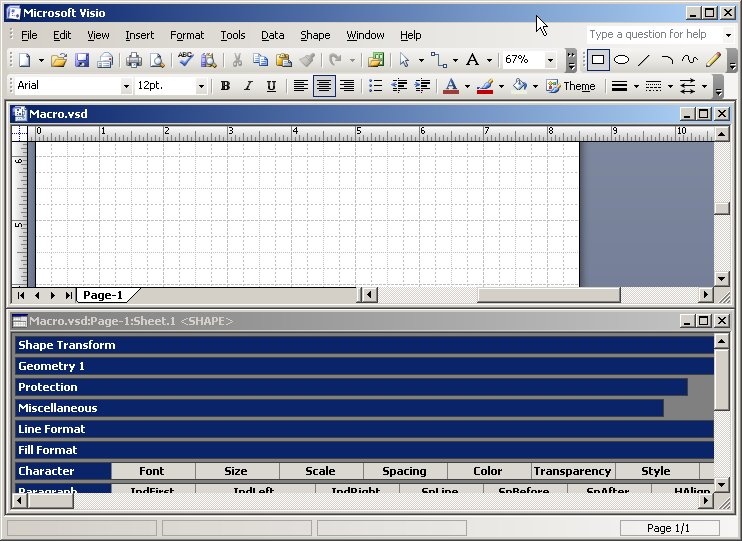 Microsoft Visio
File Edit View Insert Format Tools Data Shape Window Help Type a question for help
ABC A 67%
Arial 12pt. B I U A Theme
Macro.vsd
0 1 2 3 4 5 6 7 8 9 10
6
5
Page-1
Macro.vsd:Page-1:Sheet.1 <SHAPE>
Shape Transform
Geometry 1
Protection
Miscellaneous
Line Format
Fill Format
Character Font Size Scale Spacing Color Transparency Style
Paragraph IndFirst IndLeft IndRight SpLine SpBefore SpAfter HAlign
Page 1/1